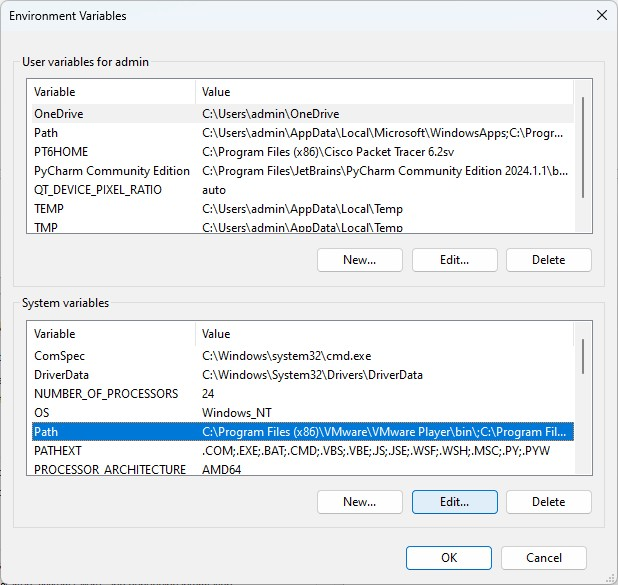 Environment Variables
User variables for admin
Variable Value
OneDrive C:\Users\admin\OneDrive
Path C:\Users\admin\AppData\Local\Microsoft\WindowsApps;C:\Progr...
PT6HOME C:\Program Files (x86)\Cisco Packet Tracer 6.2sv
PyCharm Community Edition C:\Program Files\JetBrains\PyCharm Community Edition 2024.1.1\b...
QT_DEVICE_PIXEL_RATIO auto
TEMP C:\Users\admin\AppData\Local\Temp
TMP C:\Users\admin\AppData\Local\Temp
New... Edit... Delete
System variables
Variable Value
ComSpec C:\Windows\system32\cmd.exe
DriverData C:\Windows\System32\Drivers\DriverData
NUMBER_OF_PROCESSORS 24
OS Windows_NT
Path C:\Program Files (x86)\VMware\VMware Player\bin\;C:\Program Fil...
PATHEXT .COM;.EXE;.BAT;.CMD;.VBS;.VBE;.JS;.JSE;.WSF;.WSH;.MSC;.PY;.PYW
PROCESSOR_ARCHITECTURE AMD64
New... Edit... Delete
OK Cancel